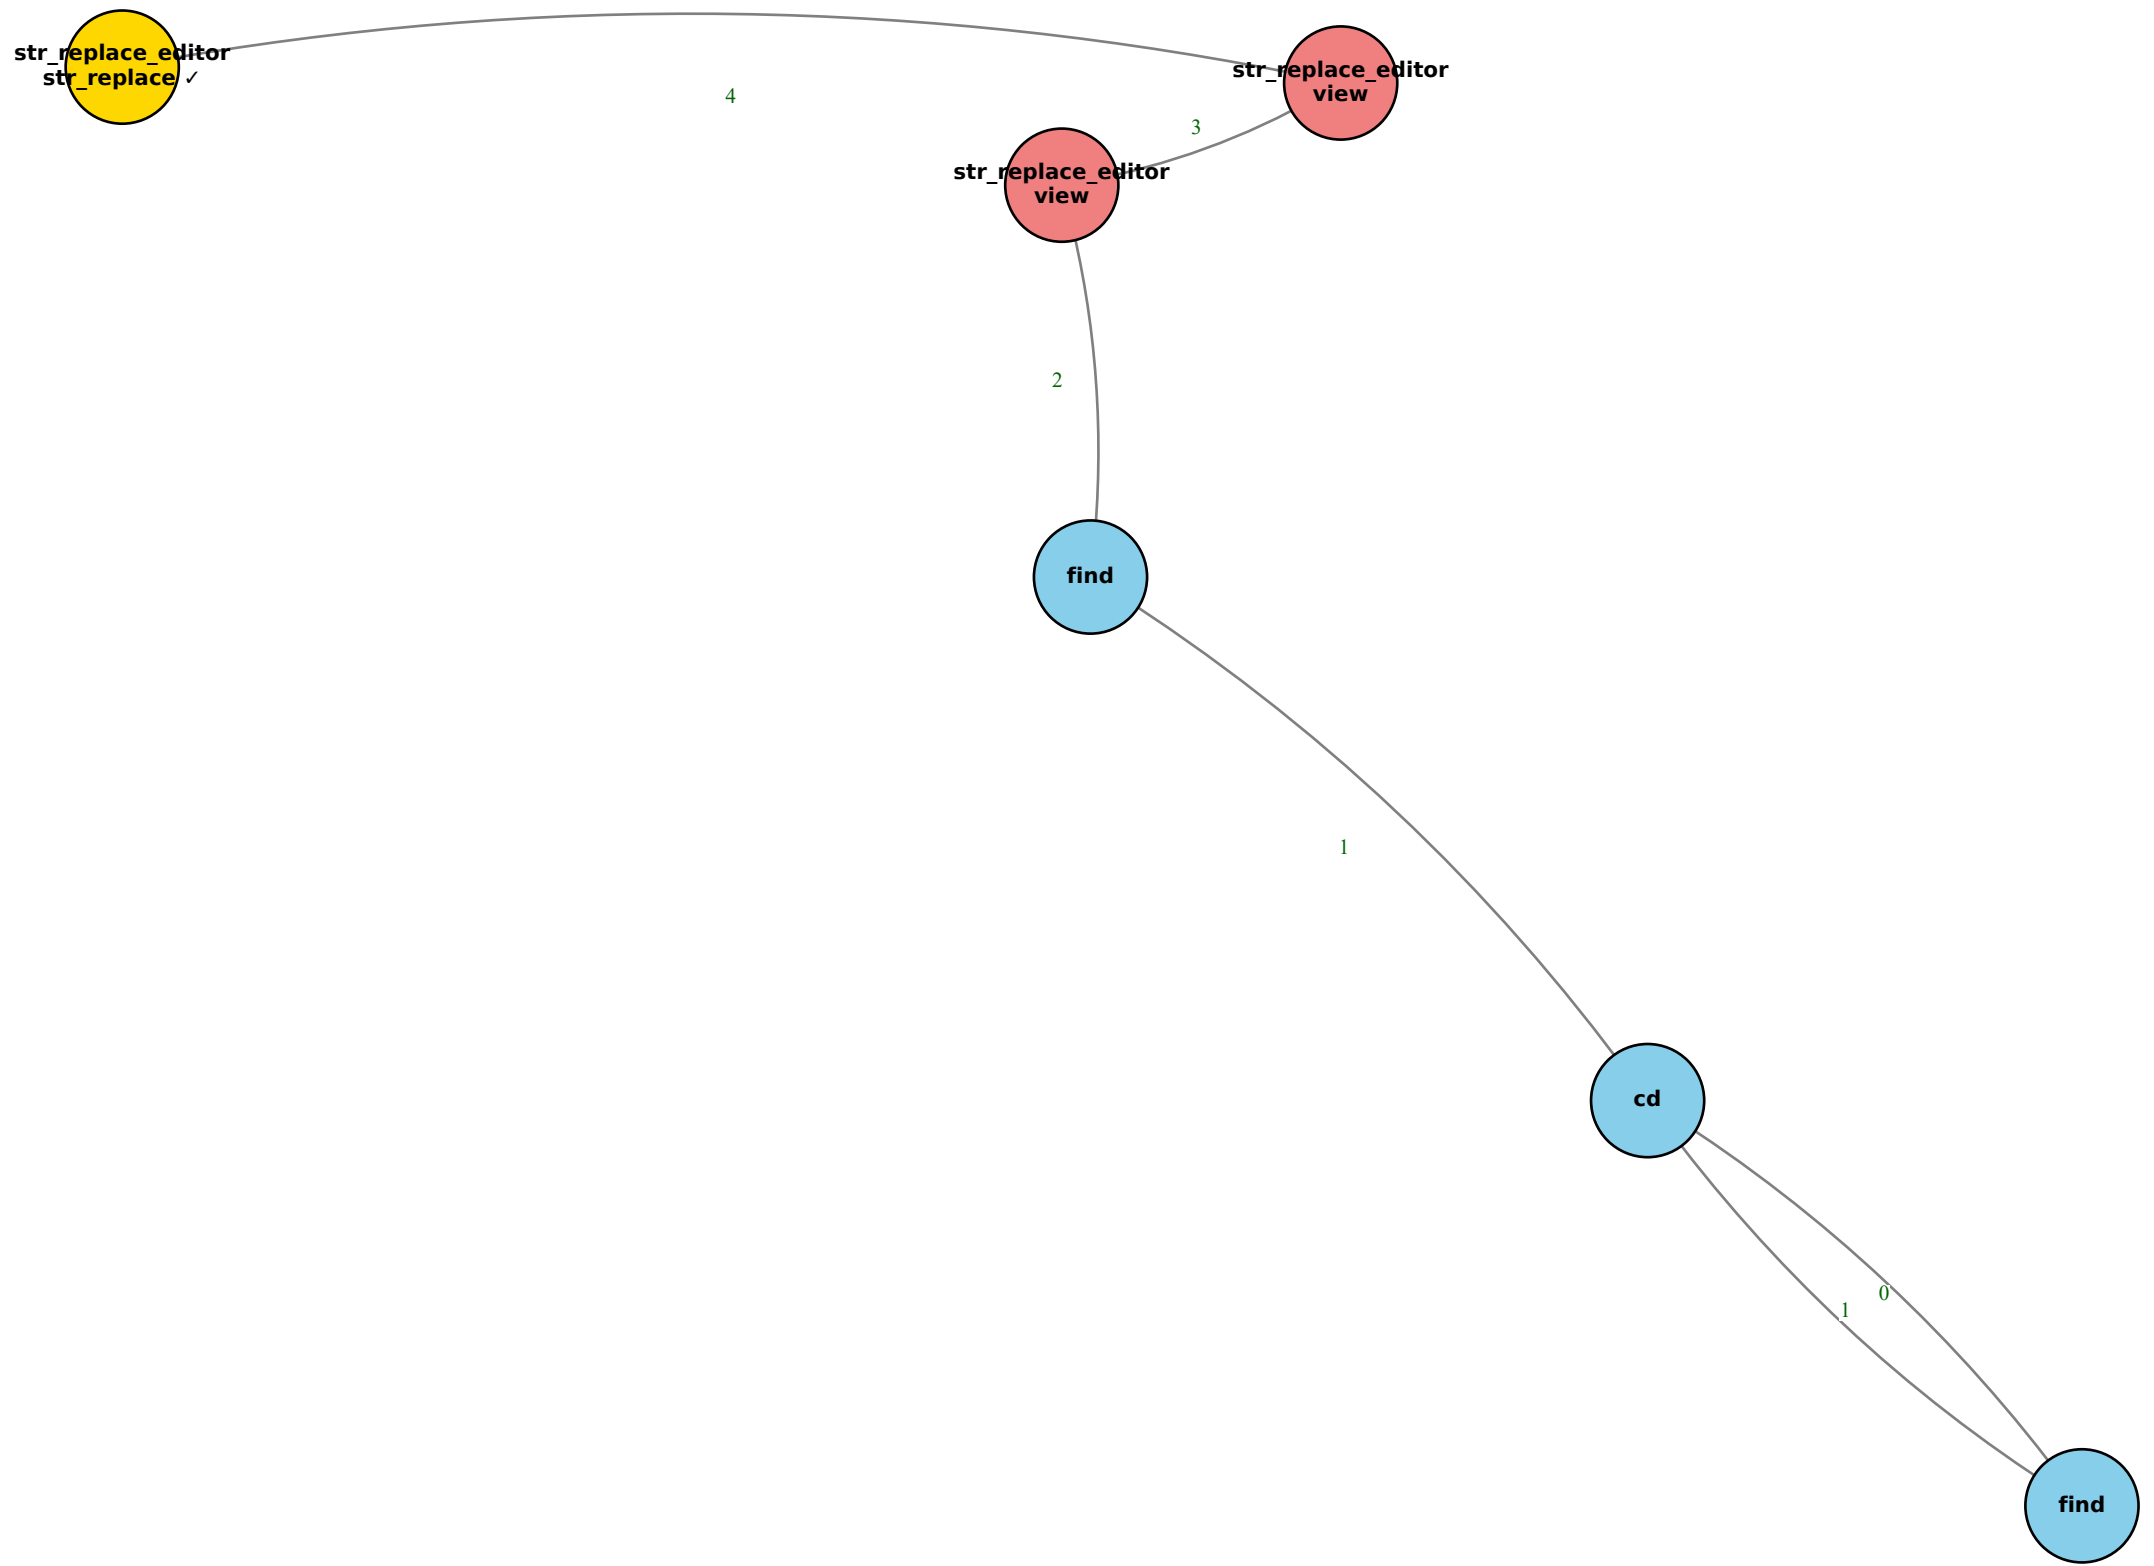 str_replace_editor
str_replace ✓
str_replace_editor
view
4
3
str_replace_editor
view
2
find
1
cd
0
1
find